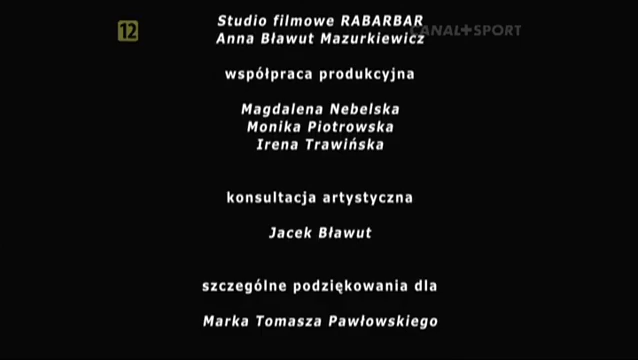 12
Studio filmowe RABARBAR
CANAL+SPORT
Anna Bławut Mazurkiewicz
współpraca produkcyjna
Magdalena Nebelska
Monika Piotrowska
Irena Trawińska
konsultacja artystyczna
Jacek Bławut
szczególne podziękowania dla
Marka Tomasza Pawłowskiego